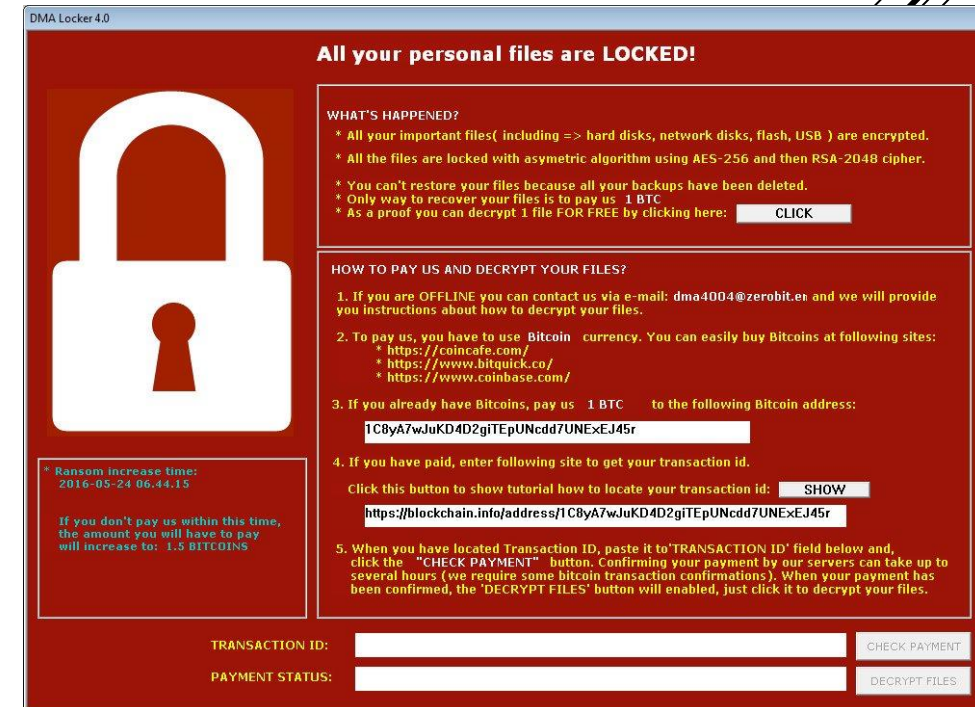 DMA Locker 4.0
All your personal files are LOCKED!
WHAT'S HAPPENED?
* All your important files( including => hard disks, network disks, flash, USB ) are encrypted.
* All the files are locked with asymetric algorithm using AES-256 and then RSA-2048 cipher.
* You can't restore your files because all your backups have been deleted.
* Only way to recover your files is to pay us 1 BTC
* As a proof you can decrypt 1 file FOR FREE by clicking here: CLICK
HOW TO PAY US AND DECRYPT YOUR FILES?
1. If you are OFFLINE you can contact us via e-mail: dma4004@zerobit.en and we will provide
you instructions about how to decrypt your files.
2. To pay us, you have to use Bitcoin currency. You can easily buy Bitcoins at following sites:
* https://coincafe.com/
* https://www.bitquick.co/
* https://www.coinbase.com/
3. If you already have Bitcoins, pay us 1 BTC to the following Bitcoin address:
1C8yA7wJuKD4D2giTEpUNcdd7UNExEJ45r
4. If you have paid, enter following site to get your transaction id.
Click this button to show tutorial how to locate your transaction id: SHOW
https://blockchain.info/address/1C8yA7wJuKD4D2giTEpUNcdd7UNExEJ45r
5. When you have located Transaction ID, paste it to'TRANSACTION ID' field below and,
click the "CHECK PAYMENT" button. Confirming your payment by our servers can take up to
several hours (we require some bitcoin transaction confirmations). When your payment has
been confirmed, the 'DECRYPT FILES' button will enabled, just click it to decrypt your files.
* Ransom increase time:
2016-05-24 06.44.15
If you don't pay us within this time,
the amount you will have to pay
will increase to: 1.5 BITCOINS
TRANSACTION ID:
CHECK PAYMENT
PAYMENT STATUS:
DECRYPT FILES